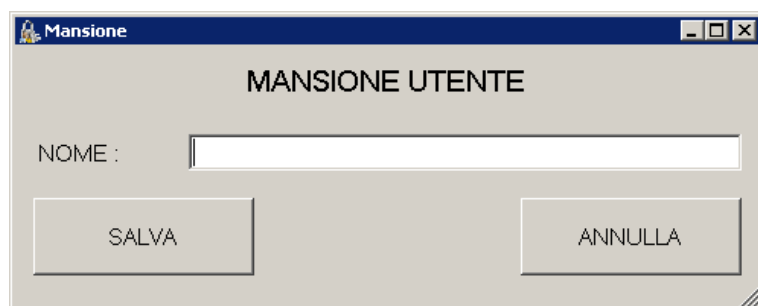 Mansione
MANSIONE UTENTE
NOME :
SALVA
ANNULLA